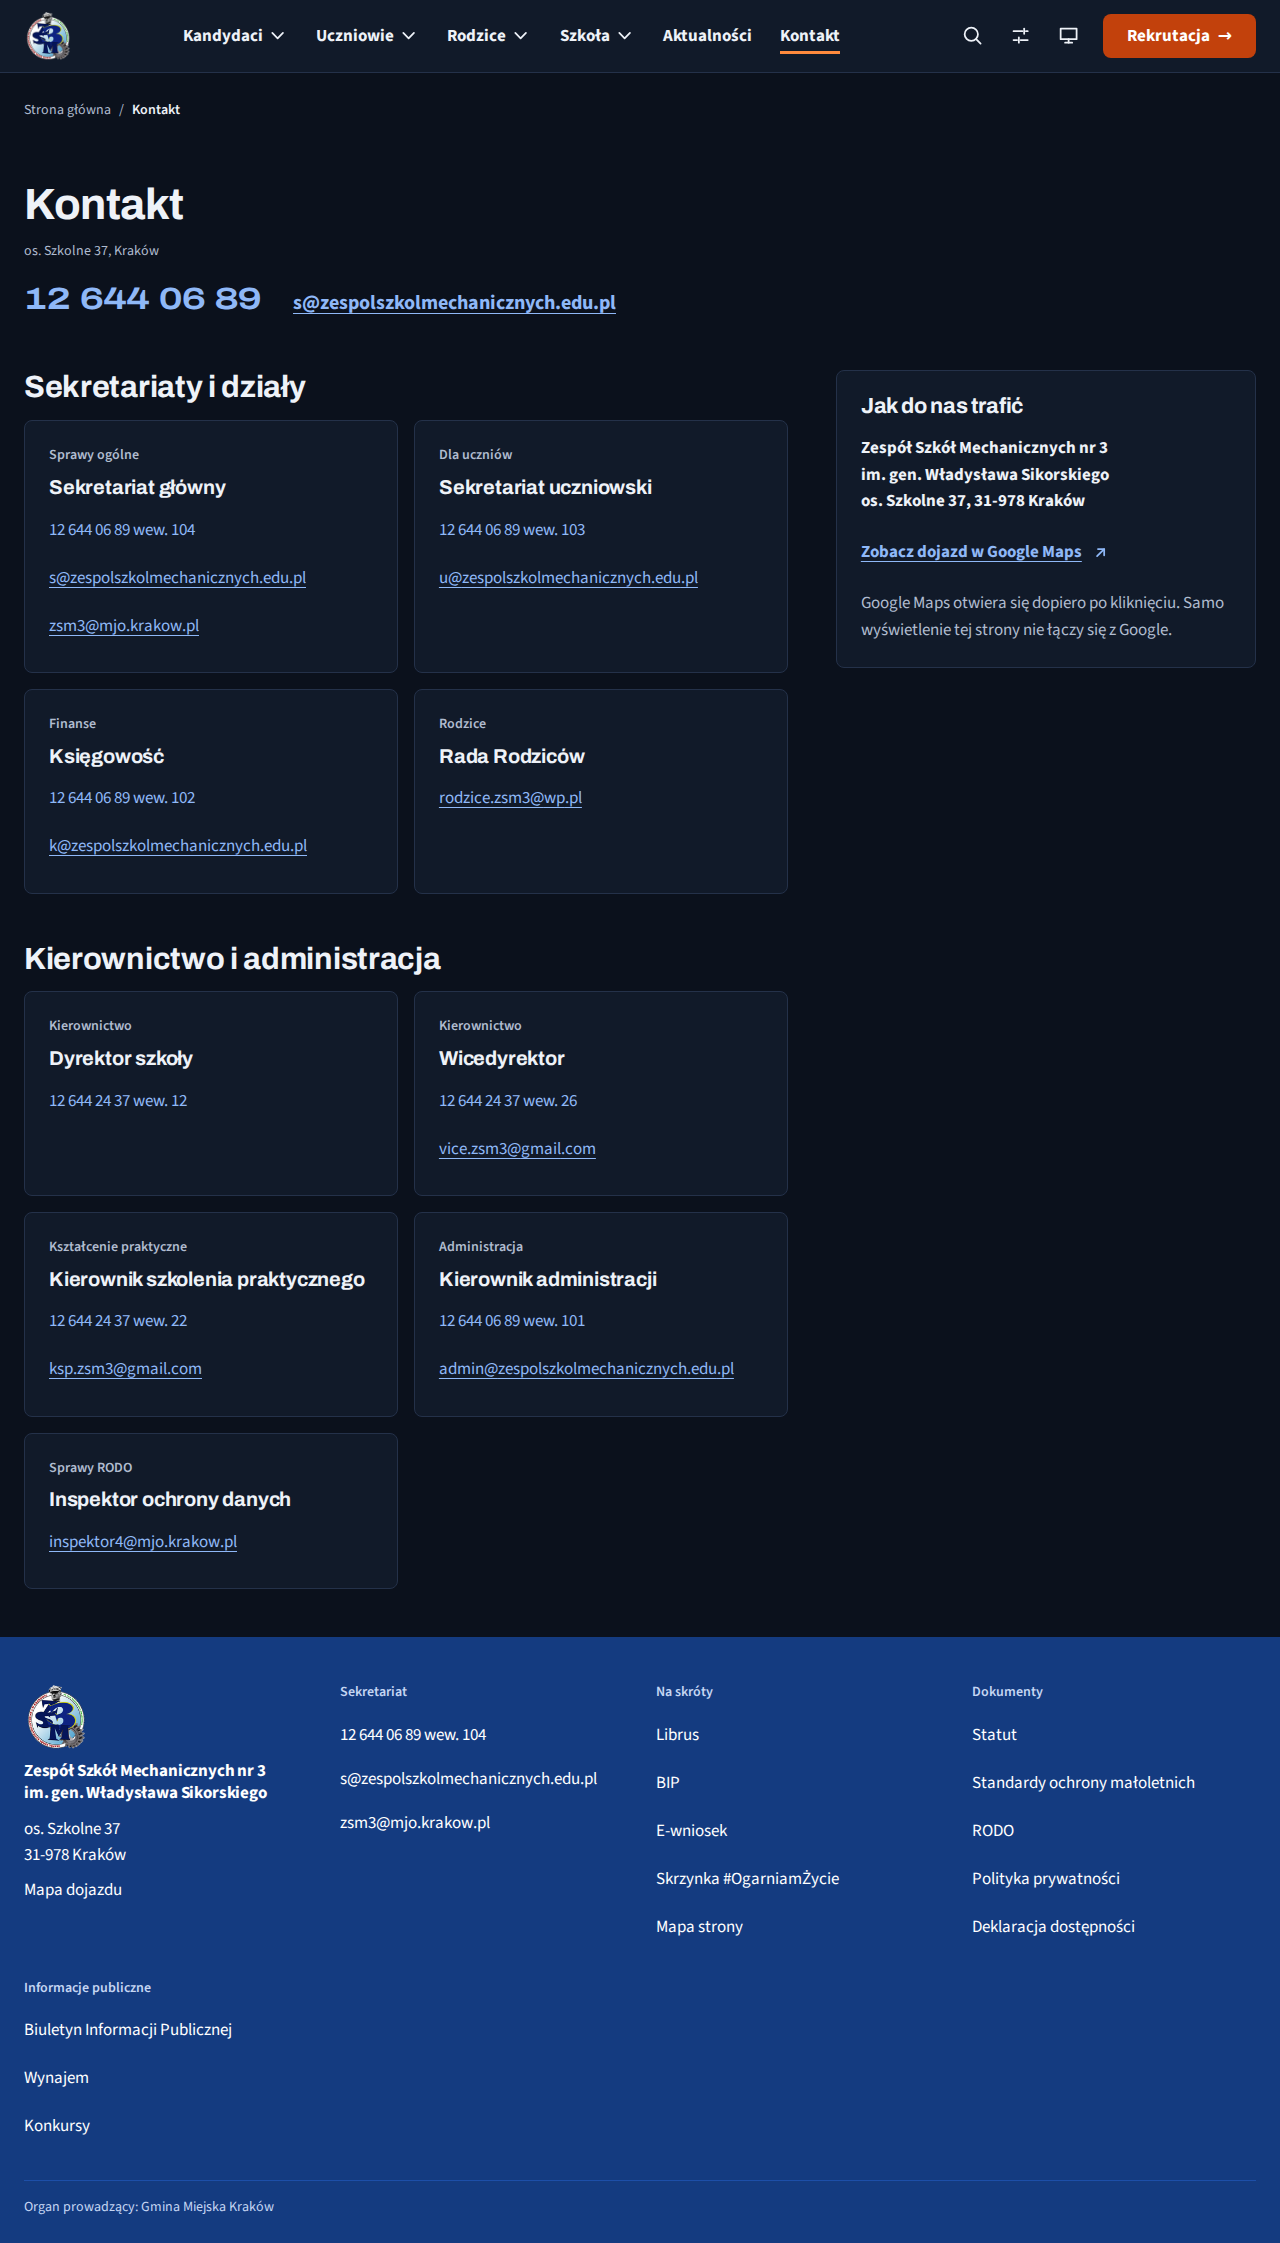 Kandydaci Uczniowie Rodzice Szkoła Aktualności Kontakt Rekrutacja →
Strona główna / Kontakt
Kontakt
os. Szkolne 37, Kraków
12 644 06 89 s@zespolszkolmechanicznych.edu.pl
Sekretariaty i działy
Sprawy ogólne
Sekretariat główny
12 644 06 89 wew. 104
s@zespolszkolmechanicznych.edu.pl
zsm3@mjo.krakow.pl
Dla uczniów
Sekretariat uczniowski
12 644 06 89 wew. 103
u@zespolszkolmechanicznych.edu.pl
Finanse
Księgowość
12 644 06 89 wew. 102
k@zespolszkolmechanicznych.edu.pl
Rodzice
Rada Rodziców
rodzice.zsm3@wp.pl
Jak do nas trafić
Zespół Szkół Mechanicznych nr 3
im. gen. Władysława Sikorskiego
os. Szkolne 37, 31-978 Kraków
Zobacz dojazd w Google Maps
Google Maps otwiera się dopiero po kliknięciu. Samo
wyświetlenie tej strony nie łączy się z Google.
Kierownictwo i administracja
Kierownictwo
Dyrektor szkoły
12 644 24 37 wew. 12
Kierownictwo
Wicedyrektor
12 644 24 37 wew. 26
vice.zsm3@gmail.com
Kształcenie praktyczne
Kierownik szkolenia praktycznego
12 644 24 37 wew. 22
ksp.zsm3@gmail.com
Administracja
Kierownik administracji
12 644 06 89 wew. 101
admin@zespolszkolmechanicznych.edu.pl
Sprawy RODO
Inspektor ochrony danych
inspektor4@mjo.krakow.pl
Zespół Szkół Mechanicznych nr 3
im. gen. Władysława Sikorskiego
os. Szkolne 37
31-978 Kraków
Mapa dojazdu
Sekretariat
12 644 06 89 wew. 104
s@zespolszkolmechanicznych.edu.pl
zsm3@mjo.krakow.pl
Na skróty
Librus
BIP
E-wniosek
Skrzynka #OgarniamŻycie
Mapa strony
Dokumenty
Statut
Standardy ochrony małoletnich
RODO
Polityka prywatności
Deklaracja dostępności
Informacje publiczne
Biuletyn Informacji Publicznej
Wynajem
Konkursy
Organ prowadzący: Gmina Miejska Kraków